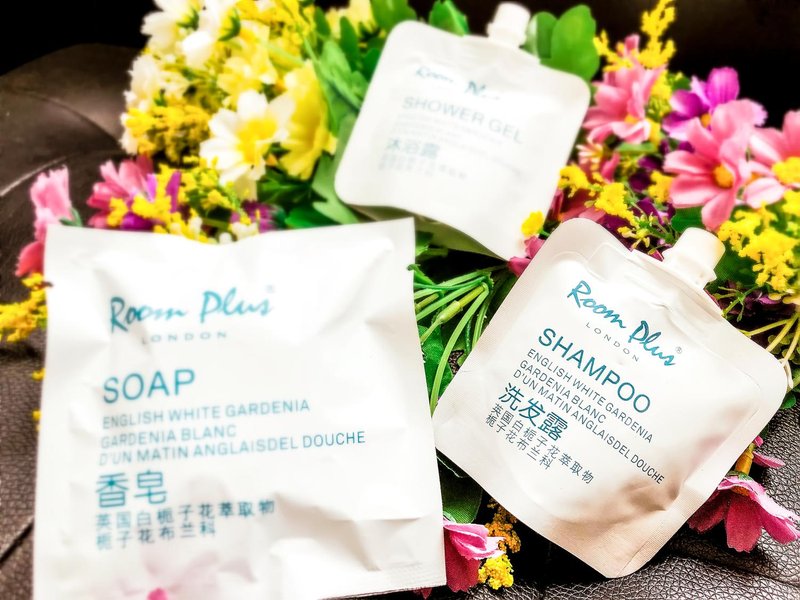 Room Plus
SHOWER GEL
沐浴露
Room Plus®
LONDON
SOAP
ENGLISH WHITE GARDENIA
GARDENIA BLANC
D'UN MATIN ANGLAISDEL DOUCHE
香皂
英国白栀子花萃取物
栀子花布兰科
Room Plus®
LONDON
SHAMPOO
ENGLISH WHITE GARDENIA
GARDENIA BLANC
D'UN MATIN ANGLAISDEL DOUCHE
洗发露
英国白栀子花萃取物
栀子花布兰科